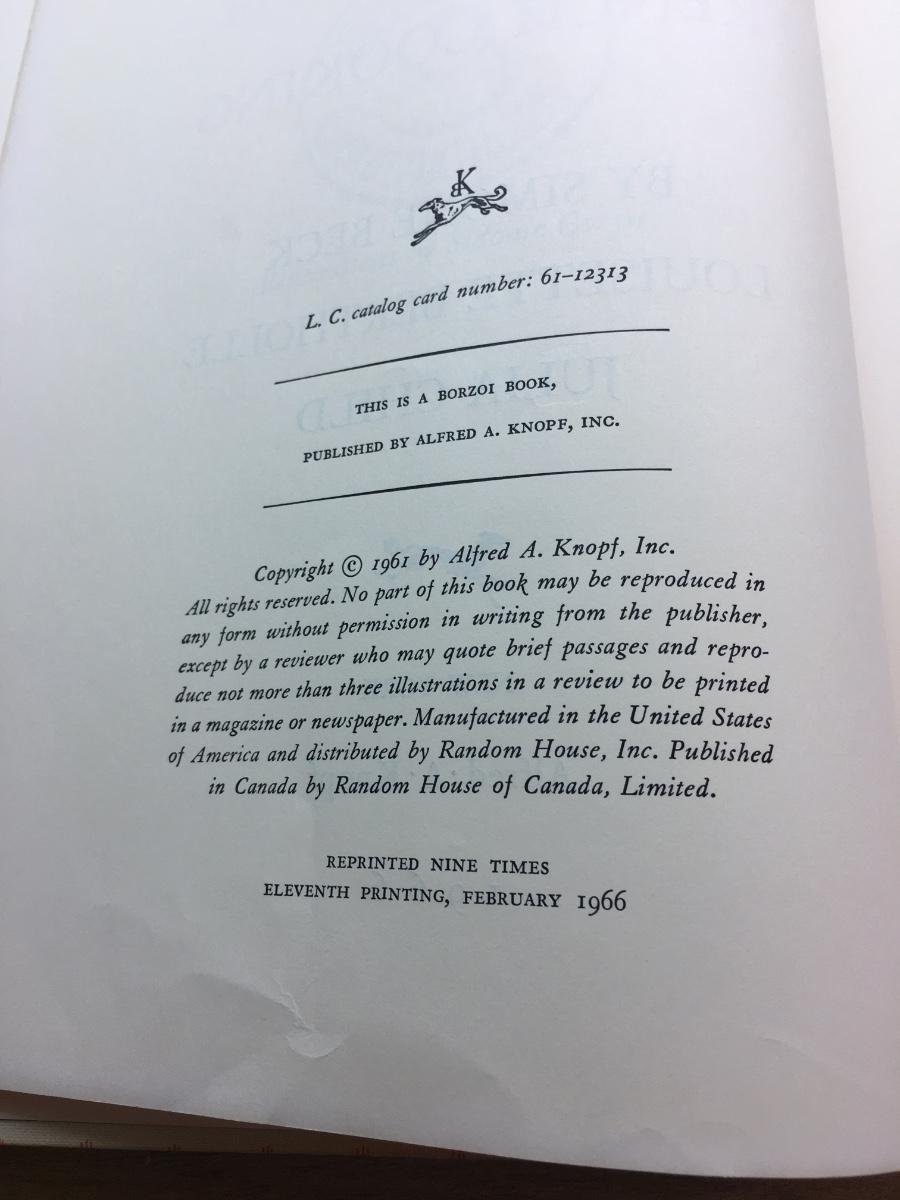 BK
L. C. catalog card number: 61–12313
THIS IS A BORZOI BOOK,
PUBLISHED BY ALFRED A. KNOPF, INC.
Copyright © 1961 by Alfred A. Knopf, Inc.
All rights reserved. No part of this book may be reproduced in
any form without permission in writing from the publisher,
except by a reviewer who may quote brief passages and repro-
duce not more than three illustrations in a review to be printed
in a magazine or newspaper. Manufactured in the United States
of America and distributed by Random House, Inc. Published
in Canada by Random House of Canada, Limited.
REPRINTED NINE TIMES
ELEVENTH PRINTING, FEBRUARY 1966